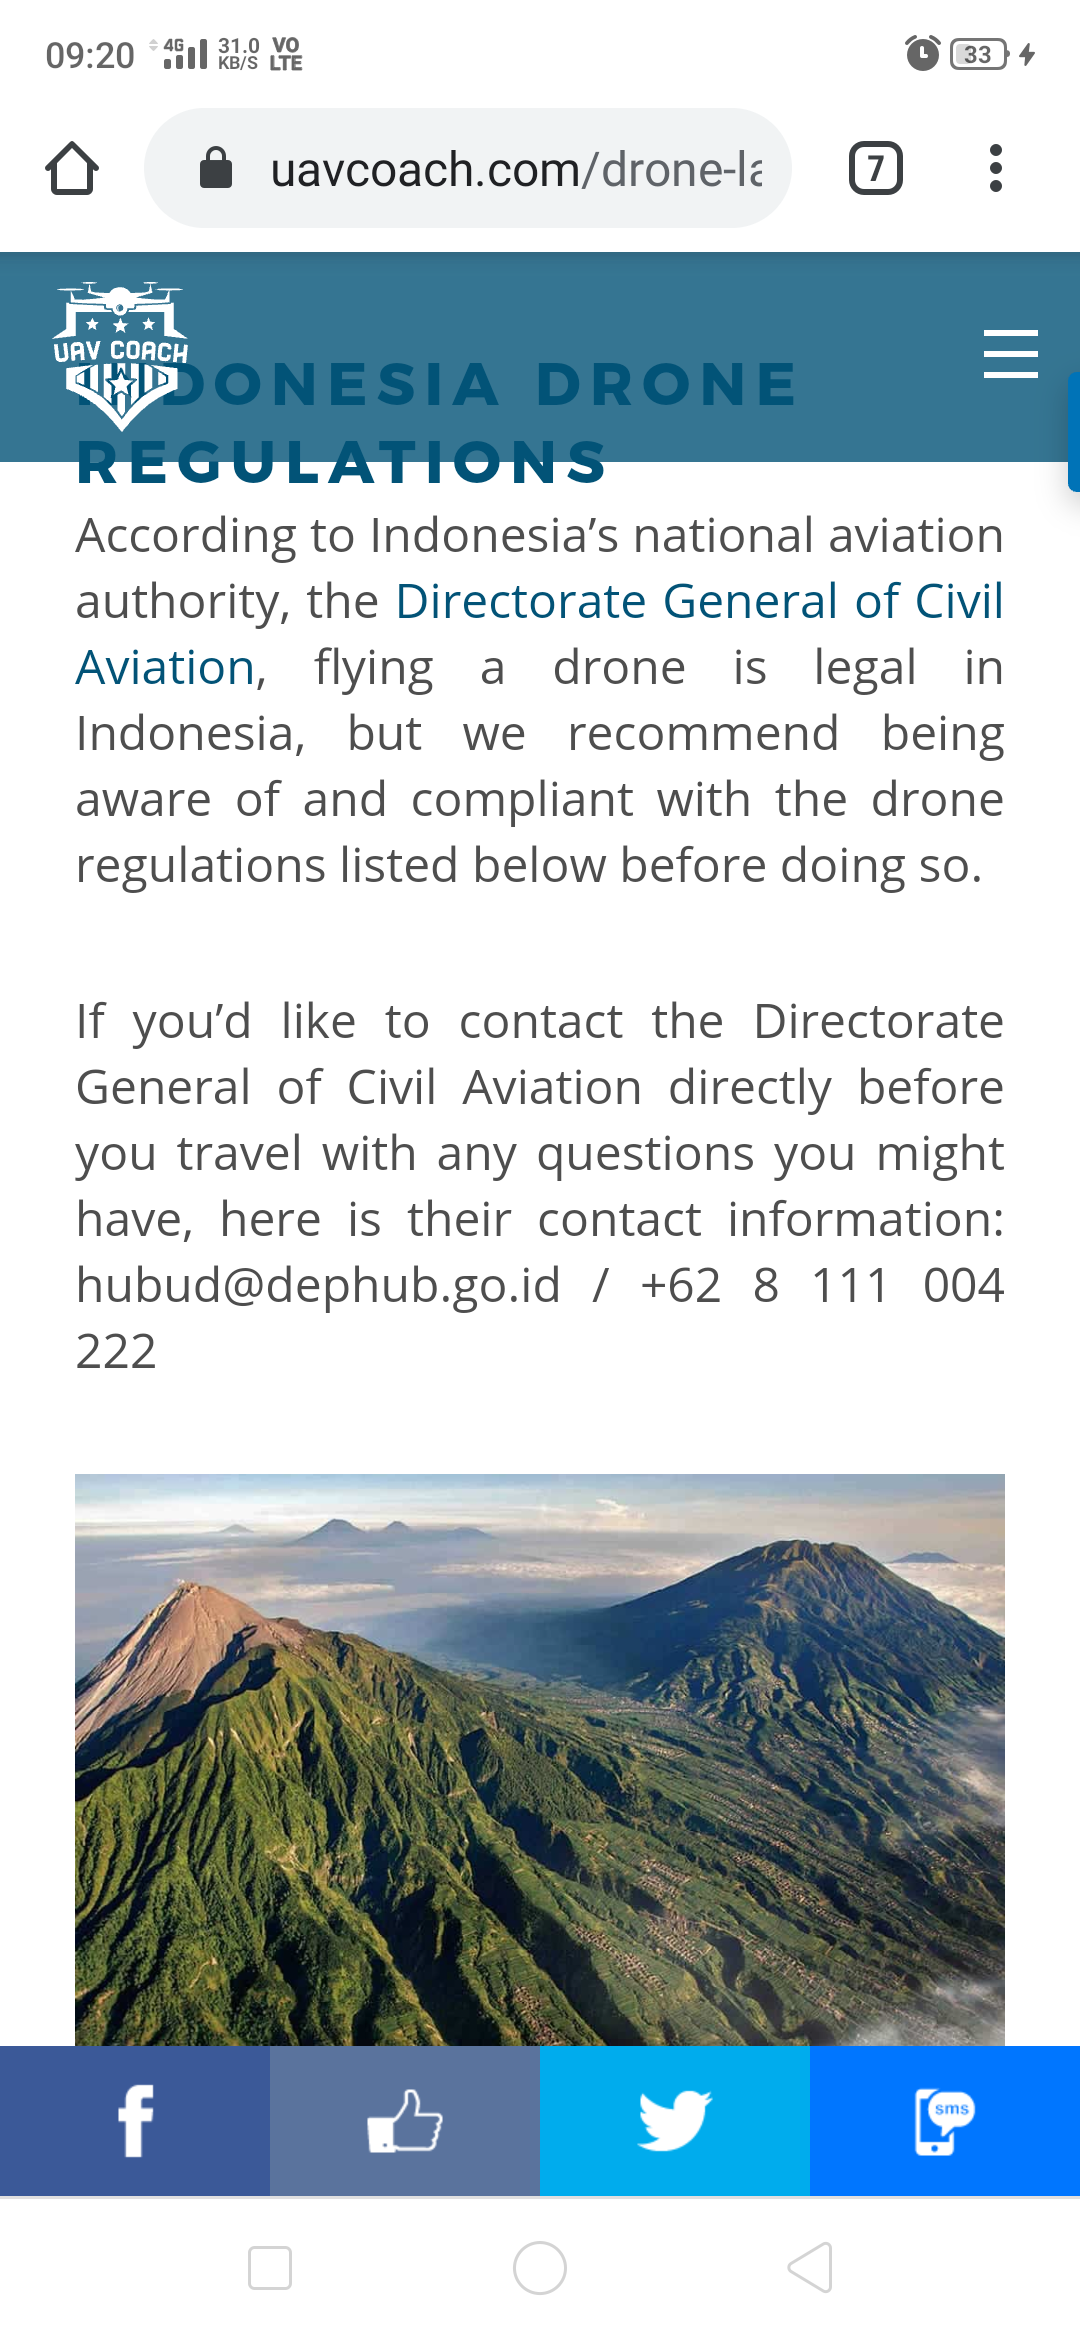 09:20 4G 31.0 KB/S VO LTE 33
uavcoach.com/drone-la 7
UAV COACH
INDONESIA DRONE
REGULATIONS
According to Indonesia’s national aviation
authority, the Directorate General of Civil
Aviation, flying a drone is legal in
Indonesia, but we recommend being
aware of and compliant with the drone
regulations listed below before doing so.
If you’d like to contact the Directorate
General of Civil Aviation directly before
you travel with any questions you might
have, here is their contact information:
hubud@dephub.go.id / +62 8 111 004
222
f
sms